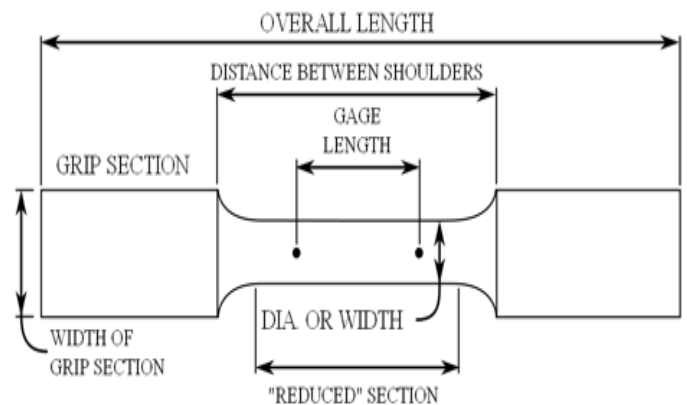 OVERALL LENGTH
DISTANCE BETWEEN SHOULDERS
GAGE
LENGTH
GRIP SECTION
DIA. OR WIDTH
WIDTH OF
GRIP SECTION
"REDUCED" SECTION